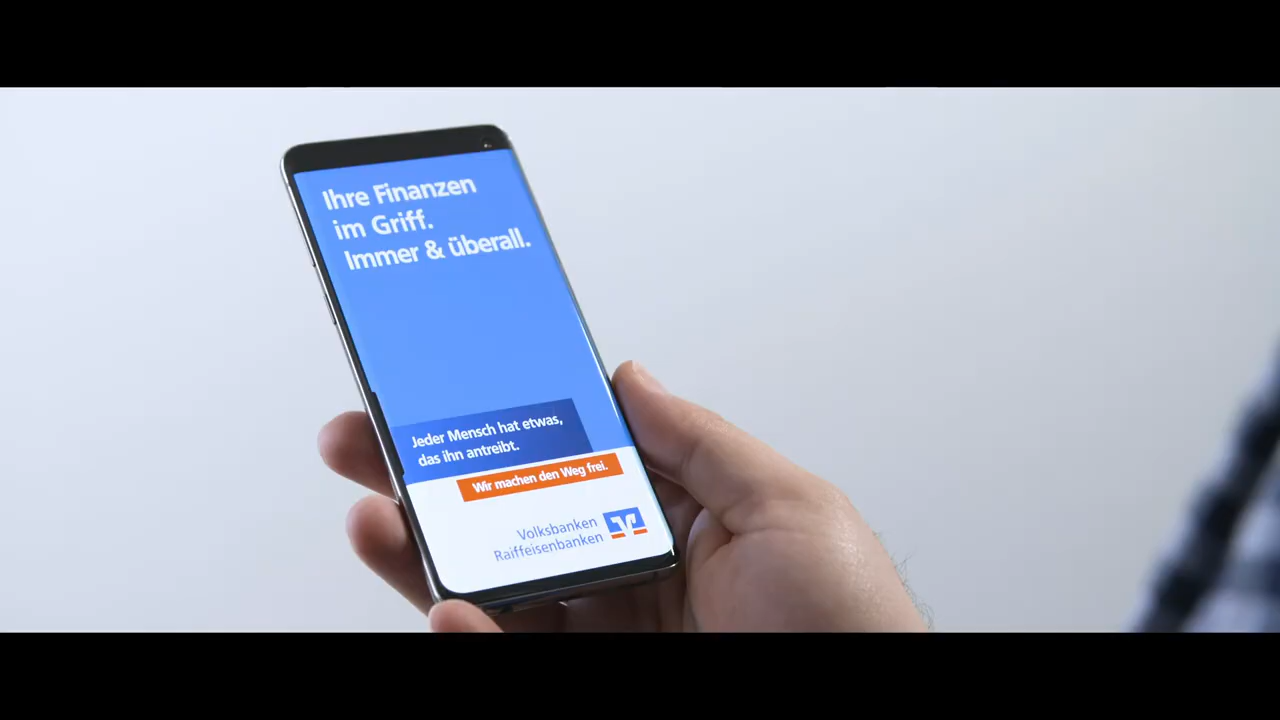 Ihre Finanzen
im Griff.
Immer & überall.
Jeder Mensch hat etwas,
das ihn antreibt.
Wir machen den Weg frei.
Volksbanken
Raiffeisenbanken